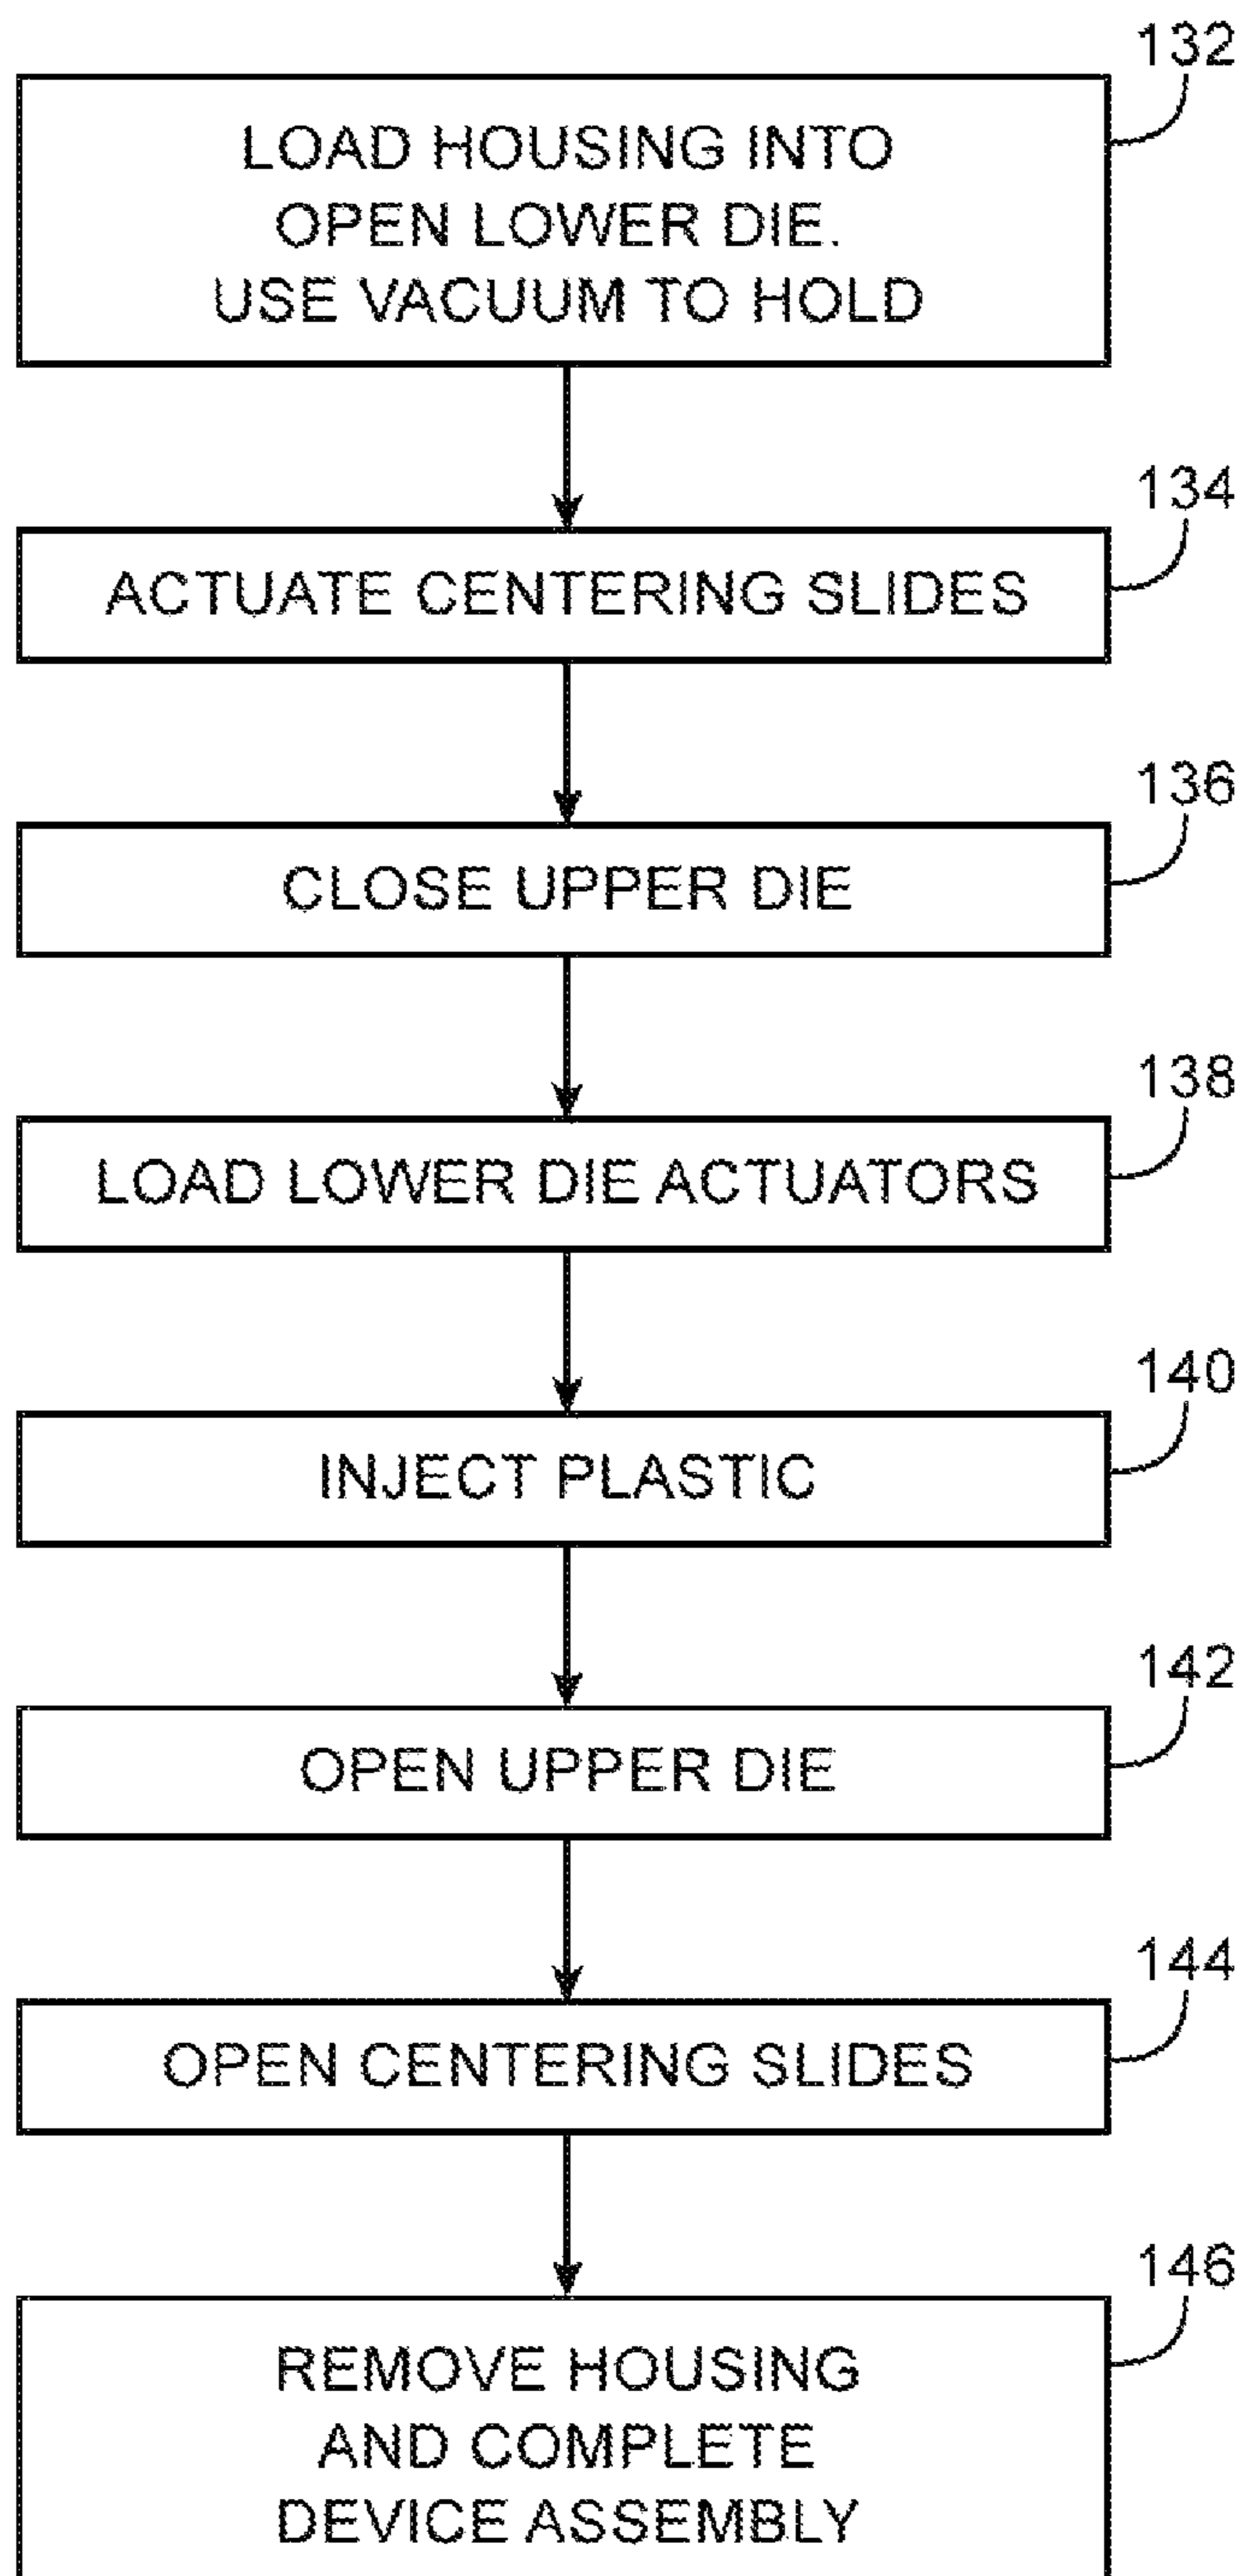 132
LOAD HOUSING INTO
OPEN LOWER DIE.
USE VACUUM TO HOLD
134
ACTUATE CENTERING SLIDES
136
CLOSE UPPER DIE
138
LOAD LOWER DIE ACTUATORS
140
INJECT PLASTIC
142
OPEN UPPER DIE
144
OPEN CENTERING SLIDES
146
REMOVE HOUSING
AND COMPLETE
DEVICE ASSEMBLY